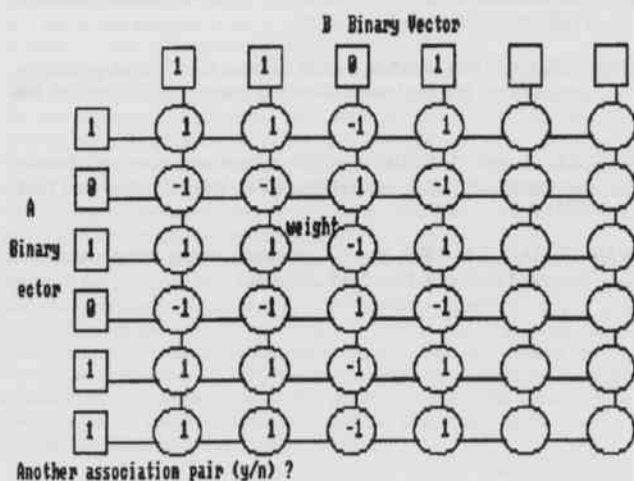 B Binary Vector
1 1 0 1
1 1 1 -1 1
0 -1 -1 1 -1
A
weight
Binary 1 1 1 -1 1
ector
0 -1 -1 1 -1
1 1 1 -1 1
1 1 1 -1 1
Another association pair (y/n) ?